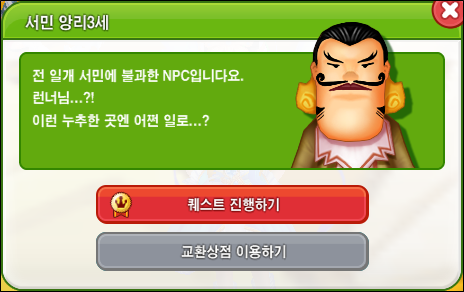 서민 앙리3세
전 일개 서민에 불과한 NPC입니다요.
런너님...?!
이런 누추한 곳엔 어쩐 일로...?
퀘스트 진행하기
교환상점 이용하기